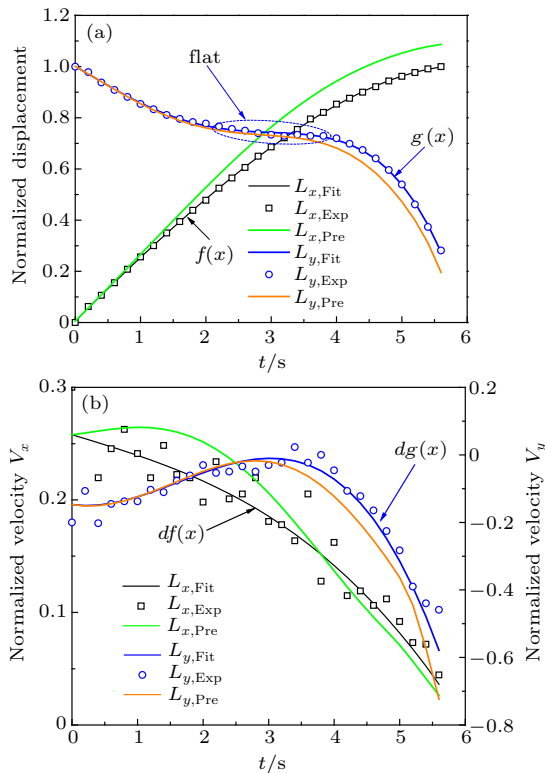 (a)
flat
g(x)
f(x)
L_{x,Fit}
L_{x,Exp}
L_{x,Pre}
L_{y,Fit}
L_{y,Exp}
L_{y,Pre}
Normalized displacement
1.2
1.0
0.8
0.6
0.4
0.2
0
0 1 2 3 4 5 6
t/s
(b)
dg(x)
df(x)
L_{x,Fit}
L_{x,Exp}
L_{x,Pre}
L_{y,Fit}
L_{y,Exp}
L_{y,Pre}
Normalized velocity V_x
0.3
0.2
0.1
0
Normalized velocity V_y
0.2
0
−0.2
−0.4
−0.6
−0.8
0 1 2 3 4 5 6
t/s